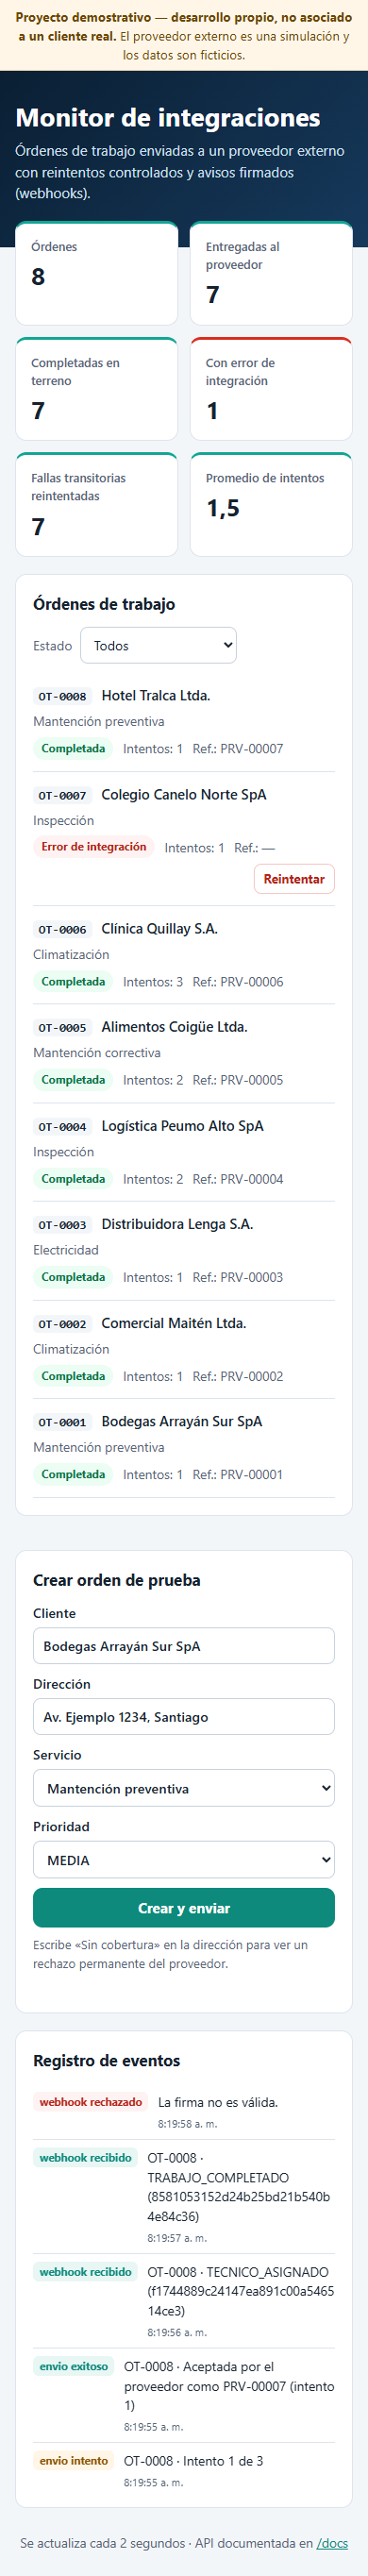 Proyecto demostrativo — desarrollo propio, no asociado
a un cliente real. El proveedor externo es una simulación y
los datos son ficticios.
Monitor de integraciones
Órdenes de trabajo enviadas a un proveedor externo
con reintentos controlados y avisos firmados
(webhooks).
Órdenes
8
Entregadas al
proveedor
7
Completadas en
terreno
7
Con error de
integración
1
Fallas transitorias
reintentadas
7
Promedio de intentos
1,5
Órdenes de trabajo
Estado Todos
OT-0008 Hotel Tralca Ltda.
Mantención preventiva
Completada Intentos: 1 Ref.: PRV-00007
OT-0007 Colegio Canelo Norte SpA
Inspección
Error de integración Intentos: 1 Ref.: —
Reintentar
OT-0006 Clínica Quillay S.A.
Climatización
Completada Intentos: 3 Ref.: PRV-00006
OT-0005 Alimentos Coigüe Ltda.
Mantención correctiva
Completada Intentos: 2 Ref.: PRV-00005
OT-0004 Logística Peumo Alto SpA
Inspección
Completada Intentos: 2 Ref.: PRV-00004
OT-0003 Distribuidora Lenga S.A.
Electricidad
Completada Intentos: 1 Ref.: PRV-00003
OT-0002 Comercial Maitén Ltda.
Climatización
Completada Intentos: 1 Ref.: PRV-00002
OT-0001 Bodegas Arrayán Sur SpA
Mantención preventiva
Completada Intentos: 1 Ref.: PRV-00001
Crear orden de prueba
Cliente
Bodegas Arrayán Sur SpA
Dirección
Av. Ejemplo 1234, Santiago
Servicio
Mantención preventiva
Prioridad
MEDIA
Crear y enviar
Escribe «Sin cobertura» en la dirección para ver un
rechazo permanente del proveedor.
Registro de eventos
webhook rechazado La firma no es válida.
8:19:58 a. m.
webhook recibido OT-0008 ·
TRABAJO_COMPLETADO
(8581053152d24b25bd21b540b
4e84c36)
8:19:57 a. m.
webhook recibido OT-0008 · TECNICO_ASIGNADO
(f1744889c24147ea891c00a5465
14ce3)
8:19:56 a. m.
envio exitoso OT-0008 · Aceptada por el
proveedor como PRV-00007 (intento
1)
8:19:55 a. m.
envio intento OT-0008 · Intento 1 de 3
8:19:55 a. m.
Se actualiza cada 2 segundos · API documentada en /docs